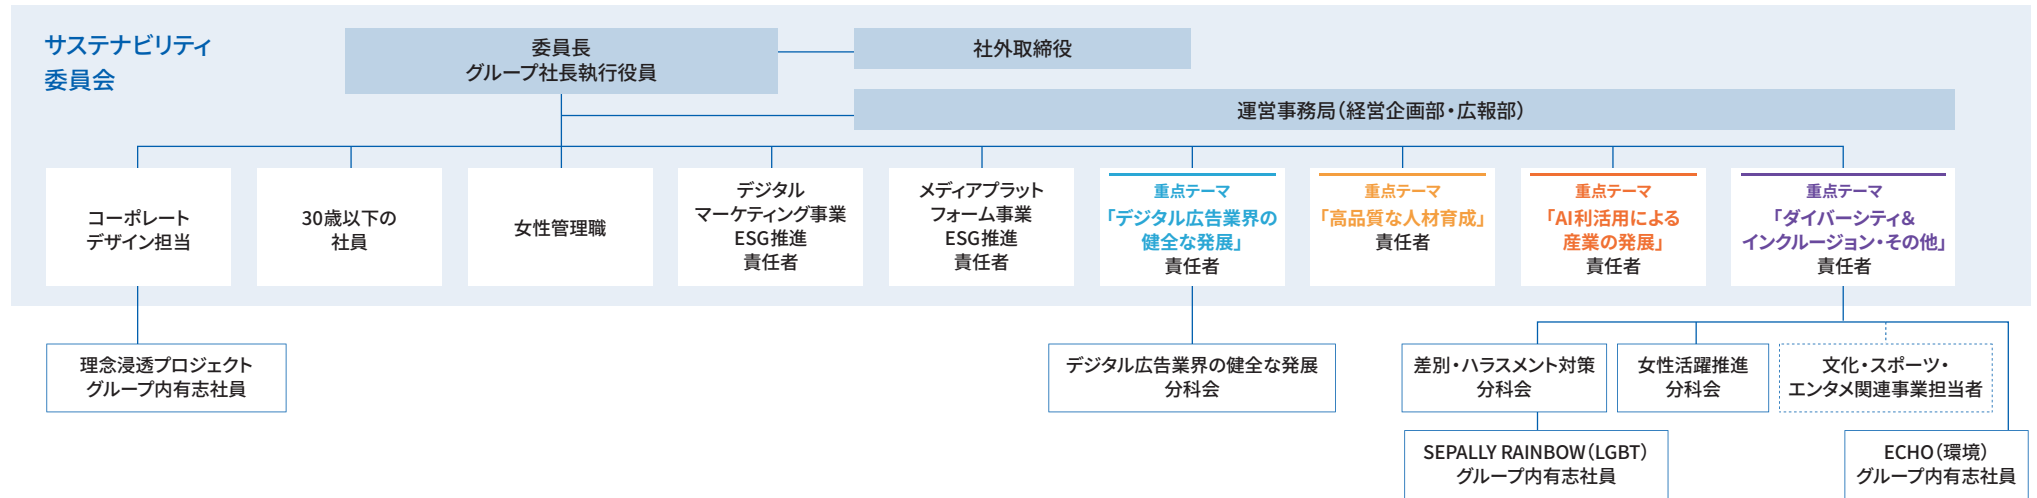 サステナビリティ
委員会
委員長
グループ社長執行役員
社外取締役
運営事務局（経営企画部・広報部）
コーポレート
デザイン担当
30歳以下の
社員
女性管理職
デジタル
マーケティング事業
ESG推進
責任者
メディアプラット
フォーム事業
ESG推進
責任者
重点テーマ
「デジタル広告業界の
健全な発展」
責任者
重点テーマ
「高品質な人材育成」
責任者
重点テーマ
「AI利活用による
産業の発展」
責任者
重点テーマ
「ダイバーシティ＆
インクルージョン・その他」
責任者
理念浸透プロジェクト
グループ内有志社員
デジタル広告業界の健全な発展
分科会
差別・ハラスメント対策
分科会
女性活躍推進
分科会
文化・スポーツ・
エンタメ関連事業担当者
SEPALLY RAINBOW（LGBT）
グループ内有志社員
ECHO（環境）
グループ内有志社員